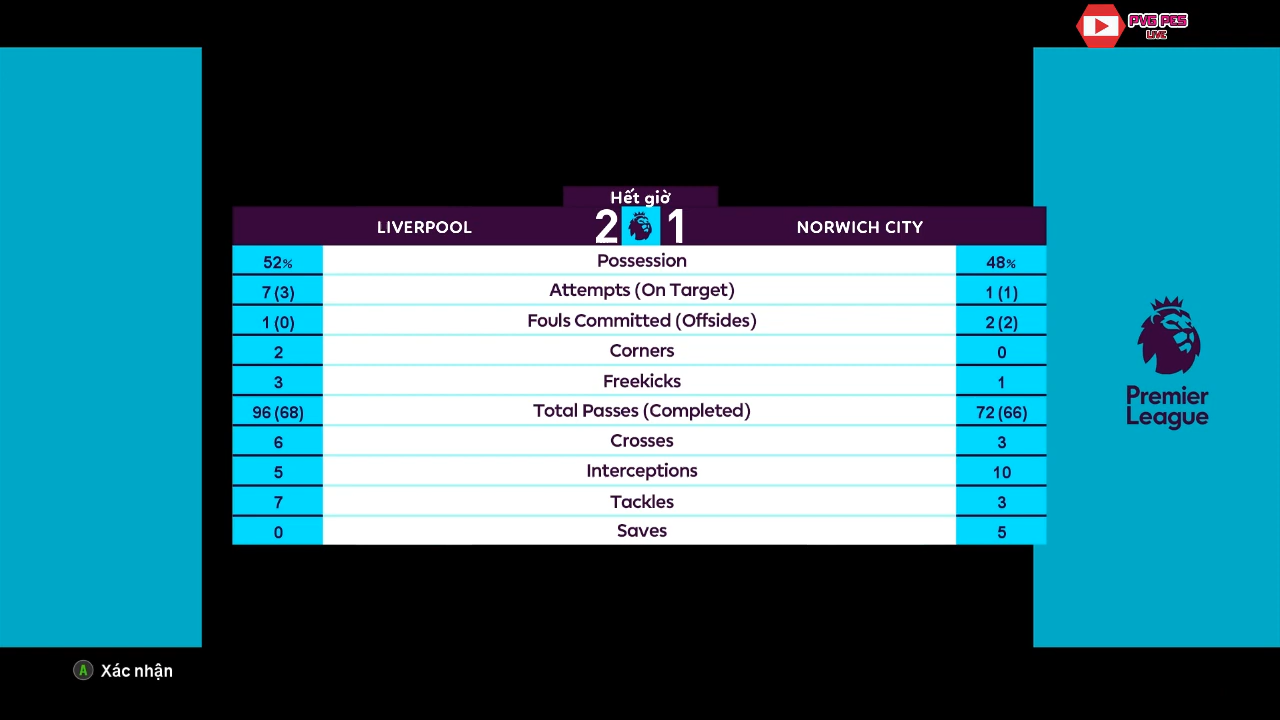 PVG PES
LIVE
Hết giờ
LIVERPOOL 2 1 NORWICH CITY
52% Possession 48%
7 (3) Attempts (On Target) 1 (1)
1 (0) Fouls Committed (Offsides) 2 (2)
2 Corners 0
3 Freekicks 1
96 (68) Total Passes (Completed) 72 (66)
6 Crosses 3
5 Interceptions 10
7 Tackles 3
0 Saves 5
Premier
League
A Xác nhận